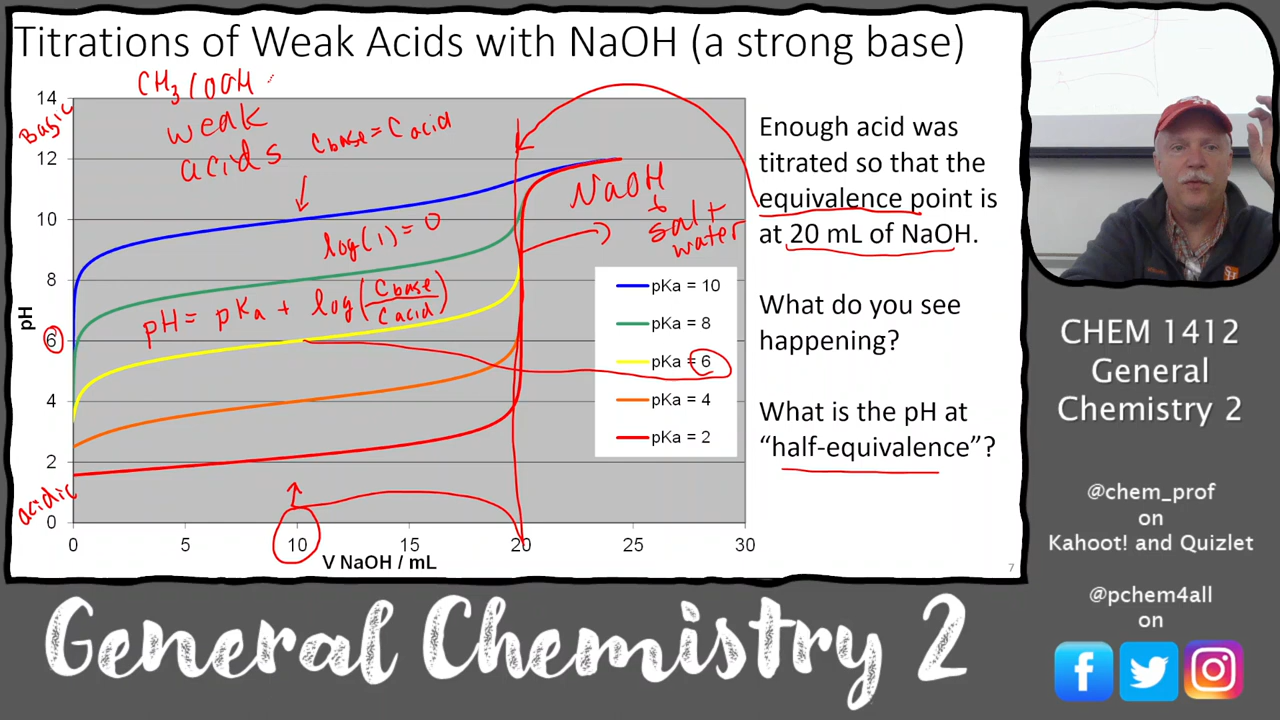 Titrations of Weak Acids with NaOH (a strong base)
CH3COOH
weak
acids
Cbase = Cacid
log(1) = 0
pH = pKa + log(Cbase/Cacid)
NaOH
salt +
water
Basic
acidic
pH
14
12
10
8
6
4
2
0
0 5 10 15 20 25 30
V NaOH / mL
pKa = 10
pKa = 8
pKa = 6
pKa = 4
pKa = 2
Enough acid was
titrated so that the
equivalence point is
at 20 mL of NaOH.
What do you see
happening?
What is the pH at
“half-equivalence”?
7
CHEM 1412
General
Chemistry 2
@chem_prof
on
Kahoot! and Quizlet
@pchem4all
on
General Chemistry 2